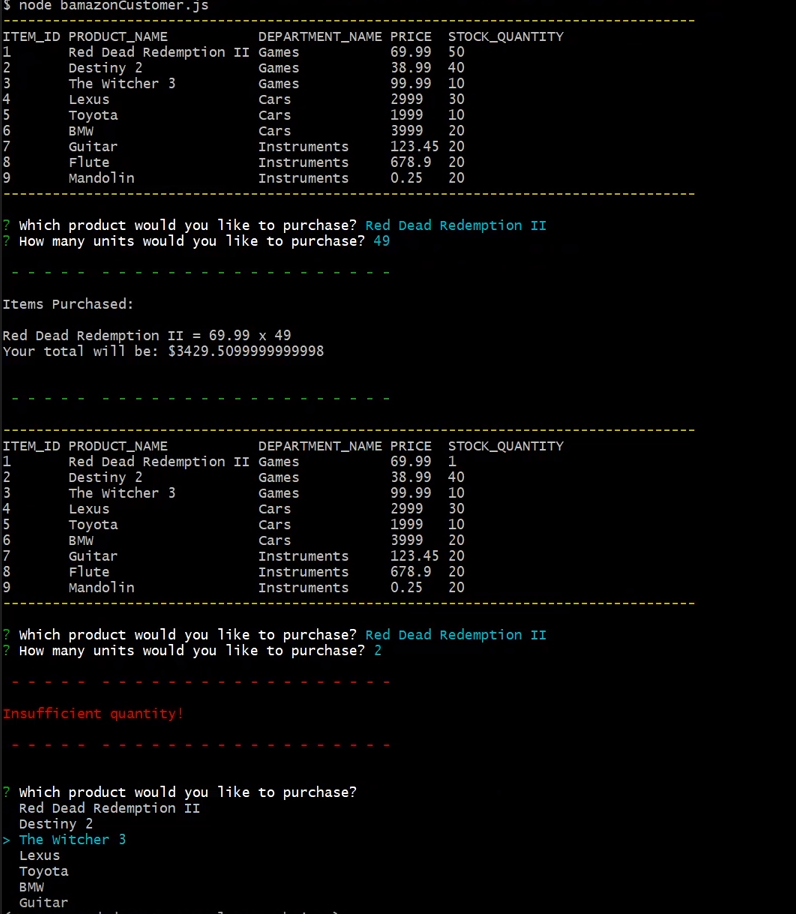 $ node bamazonCustomer.js
------------------------------------------------------------------------------------
ITEM_ID PRODUCT_NAME DEPARTMENT_NAME PRICE STOCK_QUANTITY
1 Red Dead Redemption II Games 69.99 50
2 Destiny 2 Games 38.99 40
3 The Witcher 3 Games 99.99 10
4 Lexus Cars 2999 30
5 Toyota Cars 1999 10
6 BMW Cars 3999 20
7 Guitar Instruments 123.45 20
8 Flute Instruments 678.9 20
9 Mandolin Instruments 0.25 20
------------------------------------------------------------------------------------
? Which product would you like to purchase? Red Dead Redemption II
? How many units would you like to purchase? 49
- - - - -  - - - - - - - - - - - - - - - - - -
Items Purchased:
Red Dead Redemption II = 69.99 x 49
Your total will be: $3429.5099999999998
- - - - -  - - - - - - - - - - - - - - - - - -
------------------------------------------------------------------------------------
ITEM_ID PRODUCT_NAME DEPARTMENT_NAME PRICE STOCK_QUANTITY
1 Red Dead Redemption II Games 69.99 1
2 Destiny 2 Games 38.99 40
3 The Witcher 3 Games 99.99 10
4 Lexus Cars 2999 30
5 Toyota Cars 1999 10
6 BMW Cars 3999 20
7 Guitar Instruments 123.45 20
8 Flute Instruments 678.9 20
9 Mandolin Instruments 0.25 20
------------------------------------------------------------------------------------
? Which product would you like to purchase? Red Dead Redemption II
? How many units would you like to purchase? 2
- - - - -  - - - - - - - - - - - - - - - - - -
Insufficient quantity!
- - - - -  - - - - - - - - - - - - - - - - - -
? Which product would you like to purchase?
Red Dead Redemption II
Destiny 2
> The Witcher 3
Lexus
Toyota
BMW
Guitar